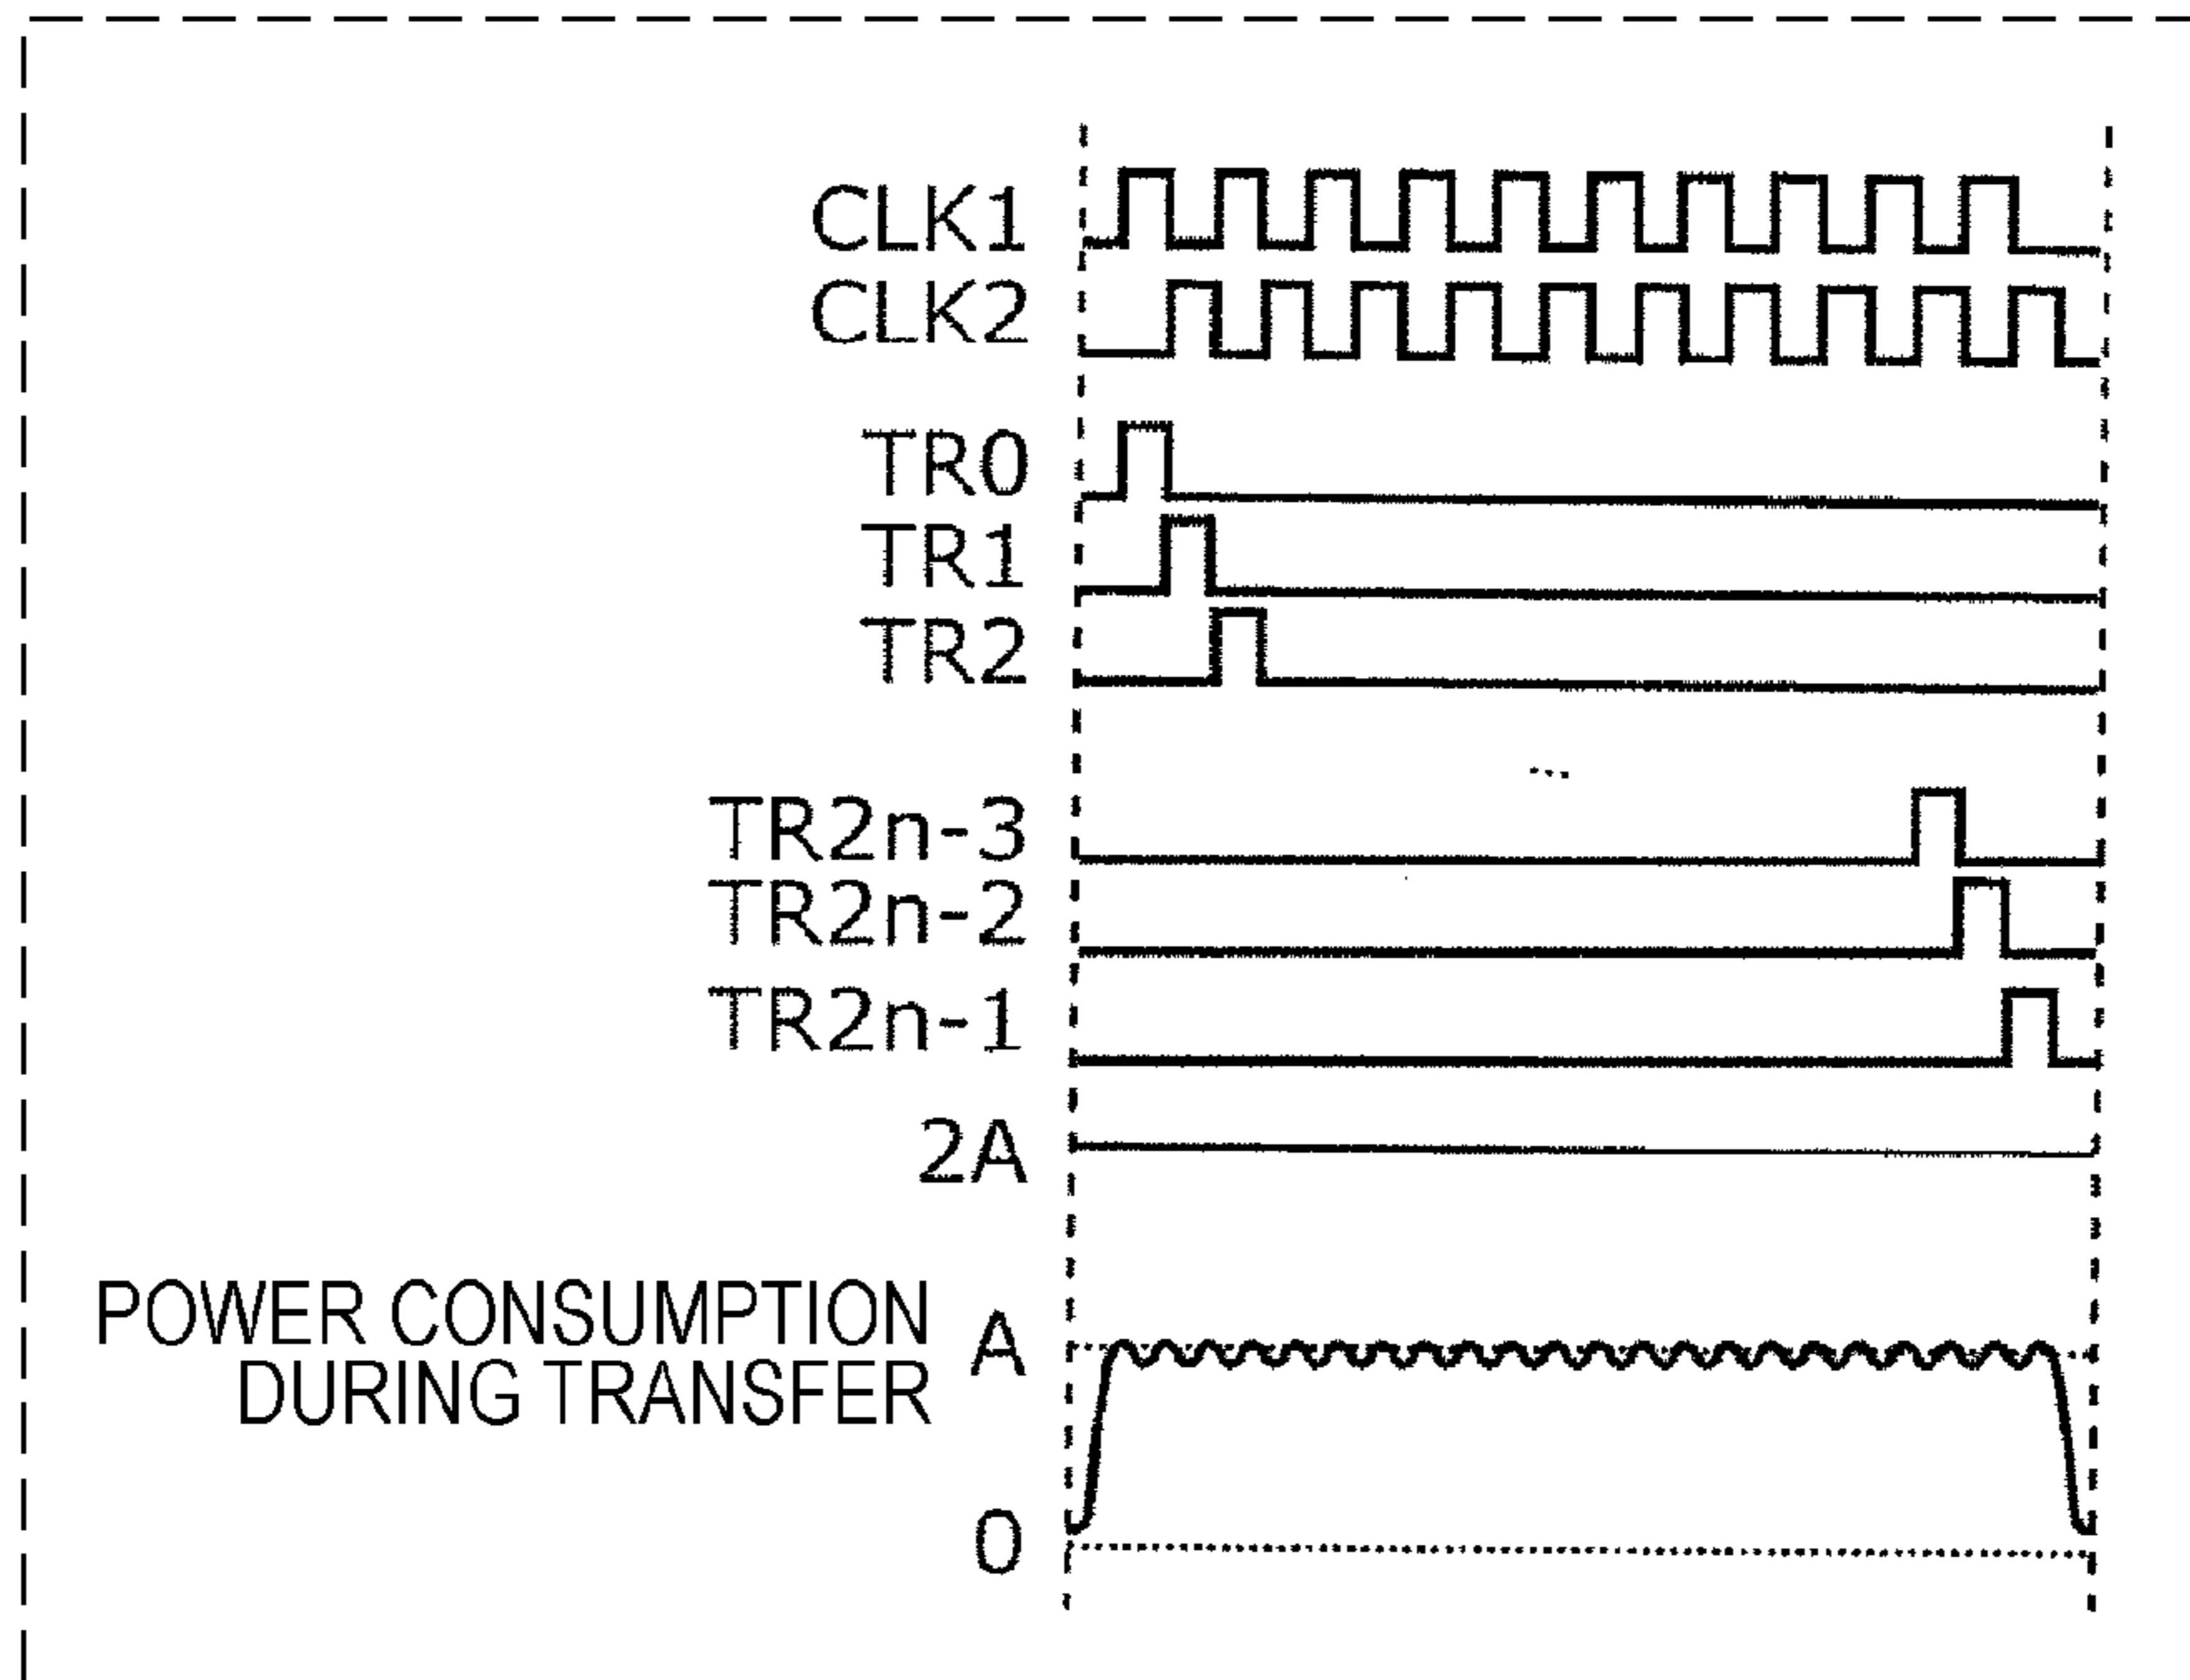 CLK1
CLK2
TR0
TR1
TR2
TR2n-3
TR2n-2
TR2n-1
2A
POWER CONSUMPTION
DURING TRANSFER
A
0